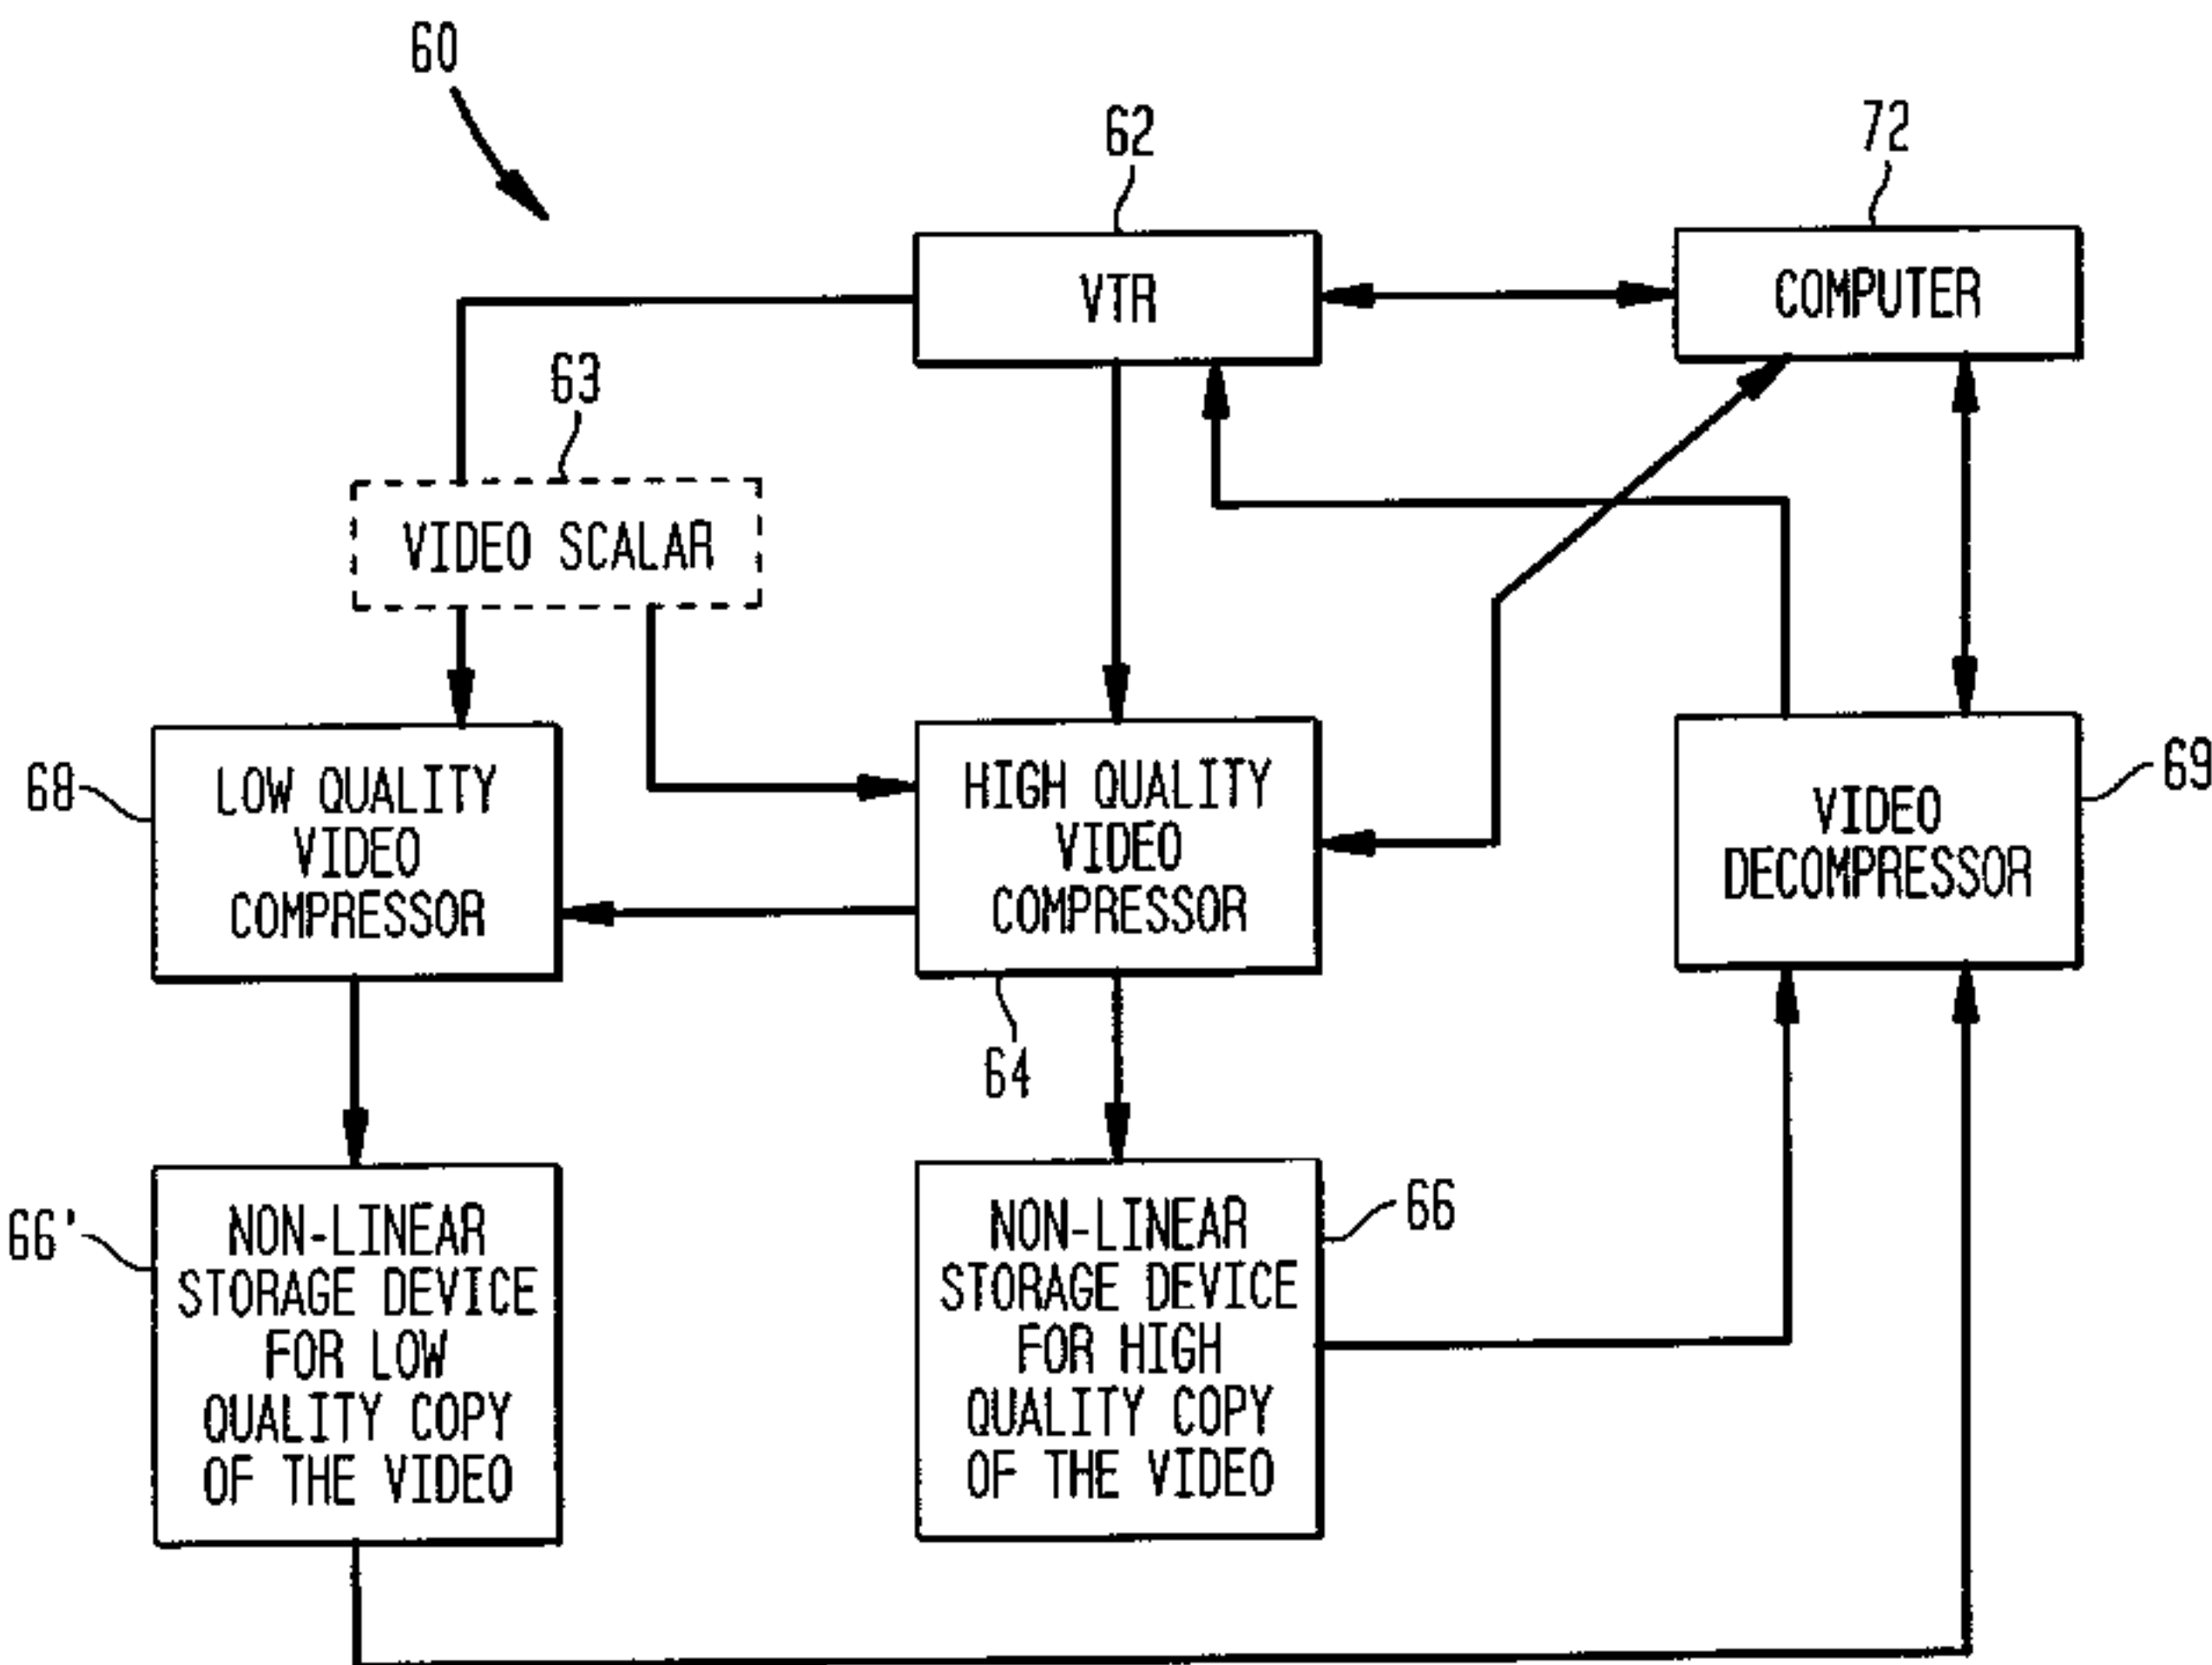 60
62
72
VTR
COMPUTER
63
VIDEO SCALAR
68
LOW QUALITY
VIDEO
COMPRESSOR
HIGH QUALITY
VIDEO
COMPRESSOR
64
VIDEO
DECOMPRESSOR
69
66'
NON-LINEAR
STORAGE DEVICE
FOR LOW
QUALITY COPY
OF THE VIDEO
NON-LINEAR
STORAGE DEVICE
FOR HIGH
QUALITY COPY
OF THE VIDEO
66